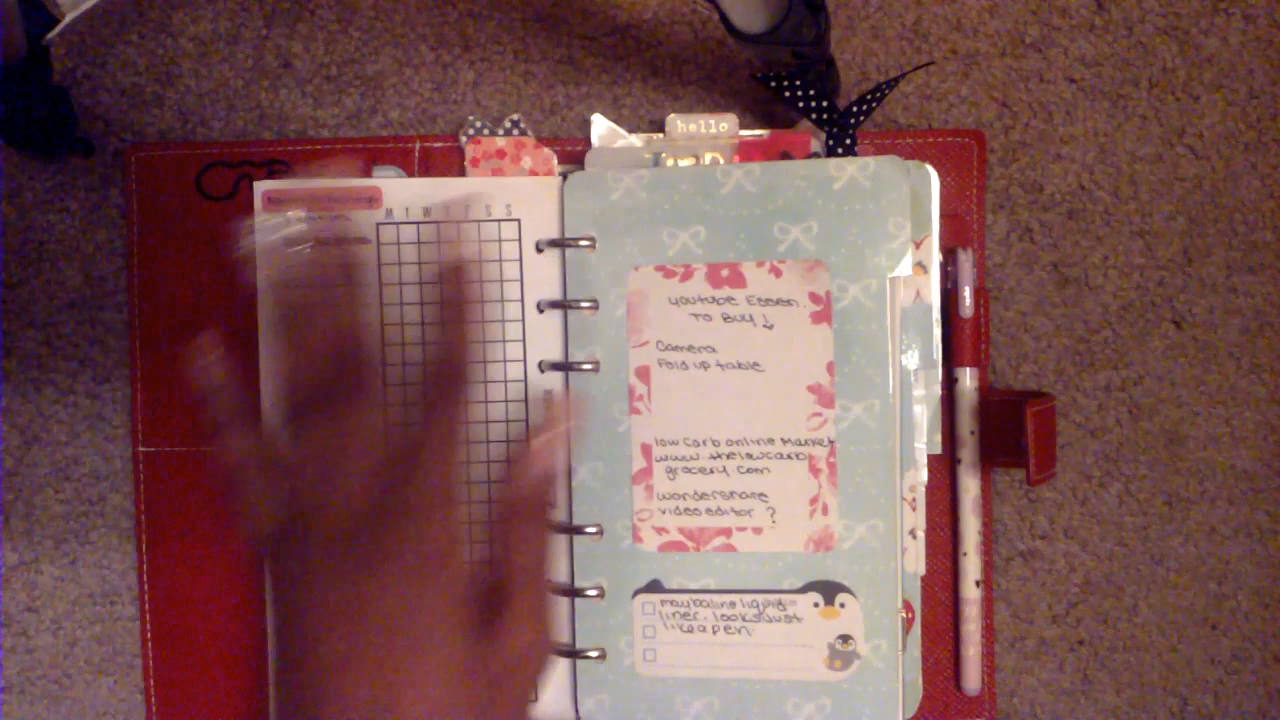 hello
M T W T F S S
youtube Essen.
TO BUY ↓
Camera
Fold up table
low carb online Market
www.thelowcarb
grocery.com
wondershare
video editor ?
maybaline liquid
liner. looks just
like a pen.